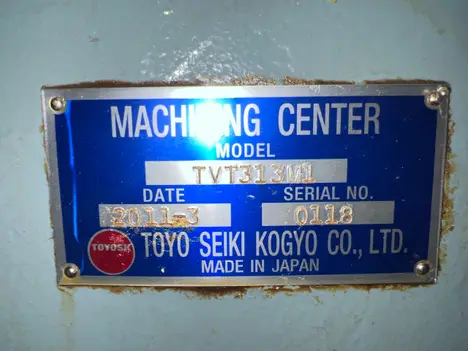 MACHINING CENTER
MODEL
TVT313M1
DATE SERIAL NO.
2011-3 0118
TOYOSK TOYO SEIKI KOGYO CO., LTD.
MADE IN JAPAN